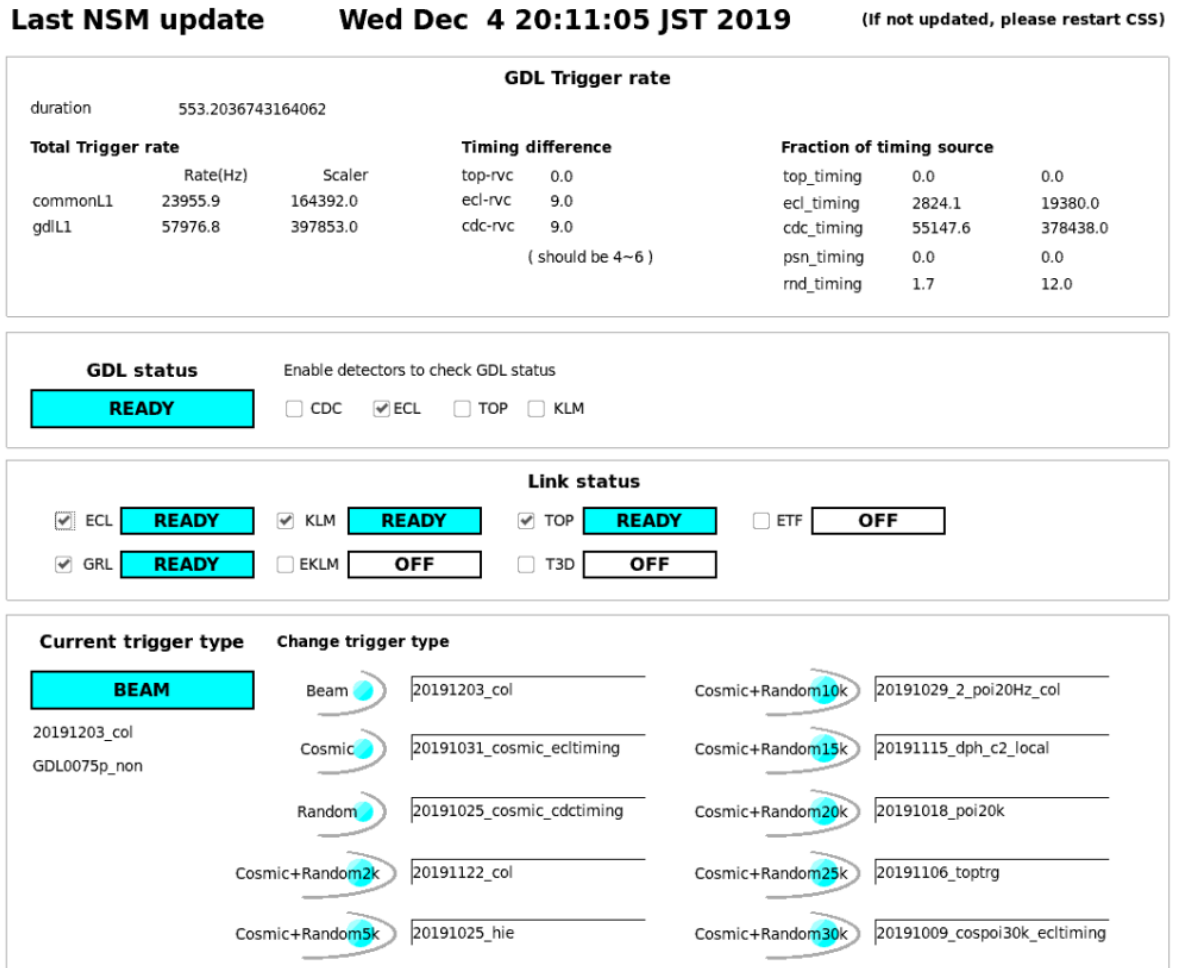 Last NSM update Wed Dec 4 20:11:05 JST 2019 (If not updated, please restart CSS)
GDL Trigger rate
duration 553.2036743164062
Total Trigger rate Timing difference Fraction of timing source
Rate(Hz) Scaler top-rvc 0.0 top_timing 0.0 0.0
commonL1 23955.9 164392.0 ecl-rvc 9.0 ecl_timing 2824.1 19380.0
gdlL1 57976.8 397853.0 cdc-rvc 9.0 cdc_timing 55147.6 378438.0
( should be 4~6 ) psn_timing 0.0 0.0
rnd_timing 1.7 12.0
GDL status Enable detectors to check GDL status
READY CDC ECL TOP KLM
Link status
ECL READY KLM READY TOP READY ETF OFF
GRL READY EKLM OFF T3D OFF
Current trigger type Change trigger type
BEAM Beam 20191203_col Cosmic+Random10k 20191029_2_poi20Hz_col
20191203_col
Cosmic 20191031_cosmic_ecltiming Cosmic+Random15k 20191115_dph_c2_local
GDL0075p_non
Random 20191025_cosmic_cdctiming Cosmic+Random20k 20191018_poi20k
Cosmic+Random2k 20191122_col Cosmic+Random25k 20191106_toptrg
Cosmic+Random5k 20191025_hie Cosmic+Random30k 20191009_cospoi30k_ecltiming